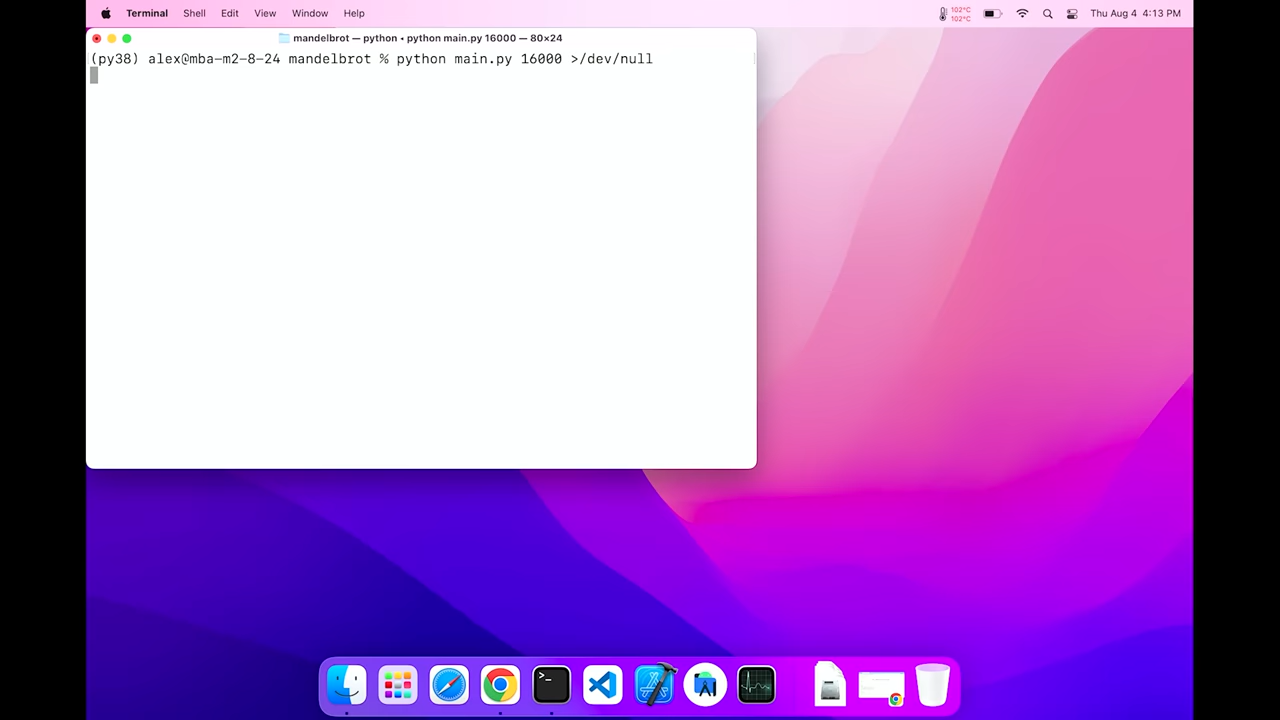 Terminal Shell Edit View Window Help 102°C 102°C Thu Aug 4 4:13 PM
mandelbrot — python • python main.py 16000 — 80×24
(py38) alex@mba-m2-8-24 mandelbrot % python main.py 16000 >/dev/null
>_